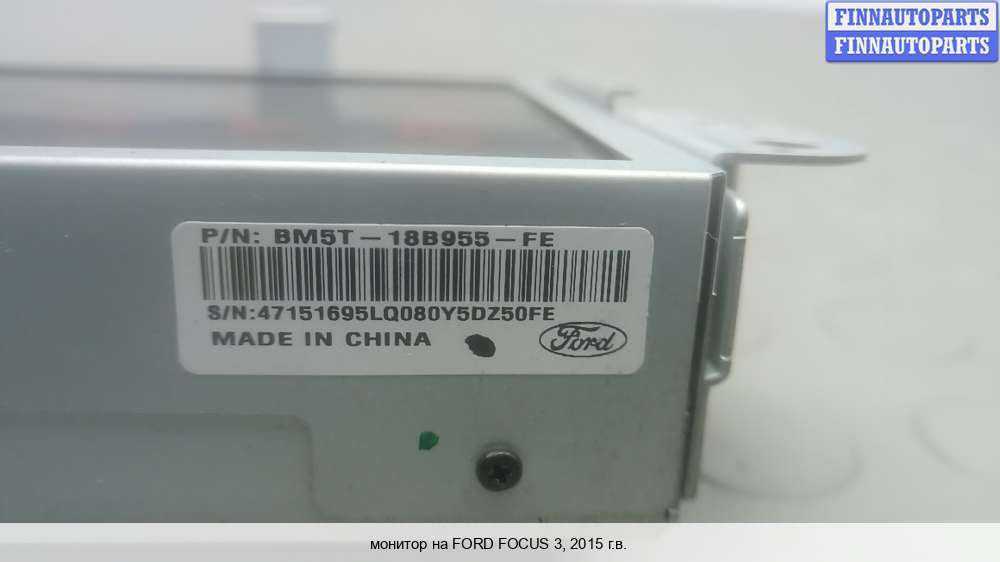 FINNAUTOPARTS
FINNAUTOPARTS
P/N: BM5T-18B955-FE
S/N:47151695LQ080Y5DZ50FE
MADE IN CHINA
Ford
монитор на FORD FOCUS 3, 2015 г.в.